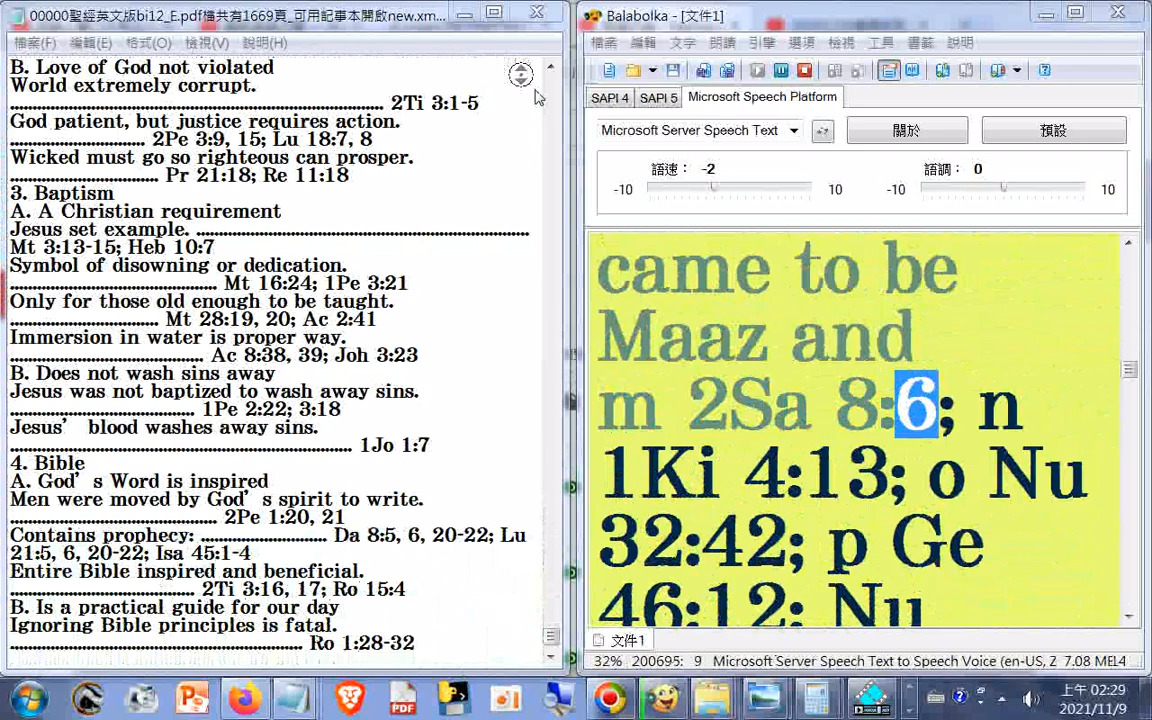 00000聖經英文版bi12_E.pdf檔共有1669頁_可用記事本開啟new.xm...
檔案(F) 編輯(E) 格式(O) 檢視(V) 說明(H)
B. Love of God not violated
World extremely corrupt.
................................................................ 2Ti 3:1-5
God patient, but justice requires action.
....................... 2Pe 3:9, 15; Lu 18:7, 8
Wicked must go so righteous can prosper.
......................... Pr 21:18; Re 11:18
3. Baptism
A. A Christian requirement
Jesus set example. .........................................................
Mt 3:13-15; Heb 10:7
Symbol of disowning or dedication.
................................... Mt 16:24; 1Pe 3:21
Only for those old enough to be taught.
......................... Mt 28:19, 20; Ac 2:41
Immersion in water is proper way.
................................. Ac 8:38, 39; Joh 3:23
B. Does not wash sins away
Jesus was not baptized to wash away sins.
............................... 1Pe 2:22; 3:18
Jesus’ blood washes away sins.
.......................................................... 1Jo 1:7
4. Bible
A. God’s Word is inspired
Men were moved by God’s spirit to write.
................................... 2Pe 1:20, 21
Contains prophecy: ..................... Da 8:5, 6, 20-22; Lu
21:5, 6, 20-22; Isa 45:1-4
Entire Bible inspired and beneficial.
............................... 2Ti 3:16, 17; Ro 15:4
B. Is a practical guide for our day
Ignoring Bible principles is fatal.
................................................. Ro 1:28-32
Balabolka - [文件1]
檔案 編輯 文字 朗讀 引擎 選項 檢視 工具 書籤 說明
SAPI 4 SAPI 5 Microsoft Speech Platform
Microsoft Server Speech Text 關於 預設
語速： -2 語調： 0
-10 10 -10 10
came to be
Maaz and
m 2Sa 8:6; n
1Ki 4:13; o Nu
32:42; p Ge
46:12; Nu
文件1
32% 200695: 9 Microsoft Server Speech Text to Speech Voice (en-US, Z 7.08 ME14
PDF
上午 02:29
2021/11/9